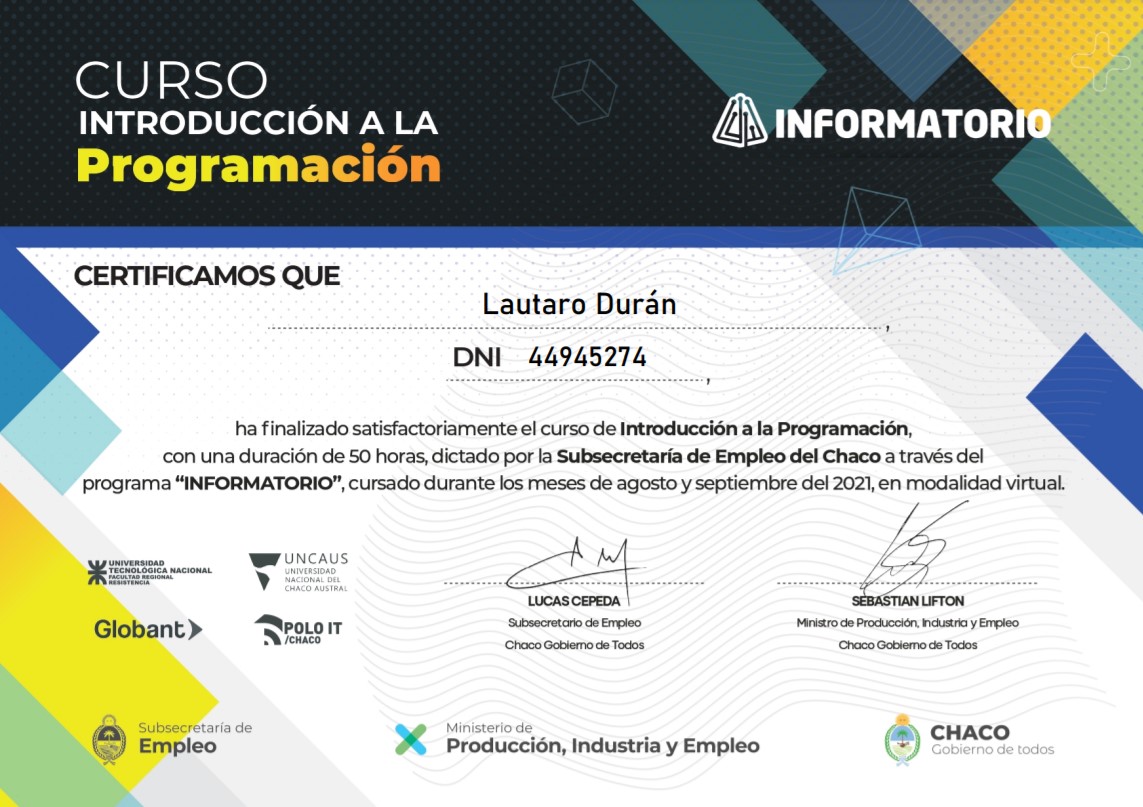 CURSO
INTRODUCCIÓN A LA
Programación
INFORMATORIO
CERTIFICAMOS QUE
Lautaro Durán
,
DNI 44945274
,
ha finalizado satisfactoriamente el curso de Introducción a la Programación,
con una duración de 50 horas, dictado por la Subsecretaría de Empleo del Chaco a través del
programa “INFORMATORIO”, cursado durante los meses de agosto y septiembre del 2021, en modalidad virtual.
UNIVERSIDAD
TECNOLÓGICA NACIONAL
FACULTAD REGIONAL
RESISTENCIA
UNCAUS
UNIVERSIDAD
NACIONAL DEL
CHACO AUSTRAL
Globant
POLO IT
/CHACO
LUCAS CEPEDA
Subsecretario de Empleo
Chaco Gobierno de Todos
SEBASTIAN LIFTON
Ministro de Producción, Industria y Empleo
Chaco Gobierno de Todos
Subsecretaría de
Empleo
Ministerio de
Producción, Industria y Empleo
CHACO
Gobierno de todos